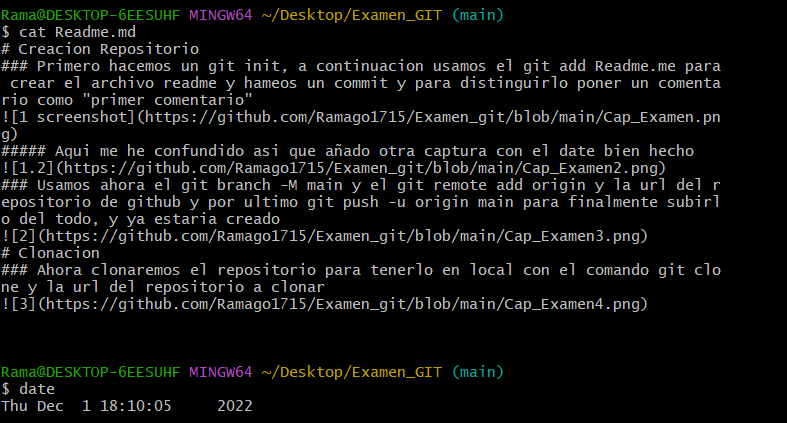 Rama@DESKTOP-6EESUHF MINGW64 ~/Desktop/Examen_GIT (main)
$ cat Readme.md
# Creacion Repositorio
### Primero hacemos un git init, a continuacion usamos el git add Readme.me para
 crear el archivo readme y hameos un commit y para distinguirlo poner un comenta
rio como "primer comentario"
![1 screenshot](https://github.com/Ramago1715/Examen_git/blob/main/Cap_Examen.pn
g)
##### Aqui me he confundido asi que añado otra captura con el date bien hecho
![1.2](https://github.com/Ramago1715/Examen_git/blob/main/Cap_Examen2.png)
### Usamos ahora el git branch -M main y el git remote add origin y la url del r
epositorio de github y por ultimo git push -u origin main para finalmente subirl
o del todo, y ya estaria creado
![2](https://github.com/Ramago1715/Examen_git/blob/main/Cap_Examen3.png)
# Clonacion
### Ahora clonaremos el repositorio para tenerlo en local con el comando git clo
ne y la url del repositorio a clonar
![3](https://github.com/Ramago1715/Examen_git/blob/main/Cap_Examen4.png)
Rama@DESKTOP-6EESUHF MINGW64 ~/Desktop/Examen_GIT (main)
$ date
Thu Dec  1 18:10:05     2022